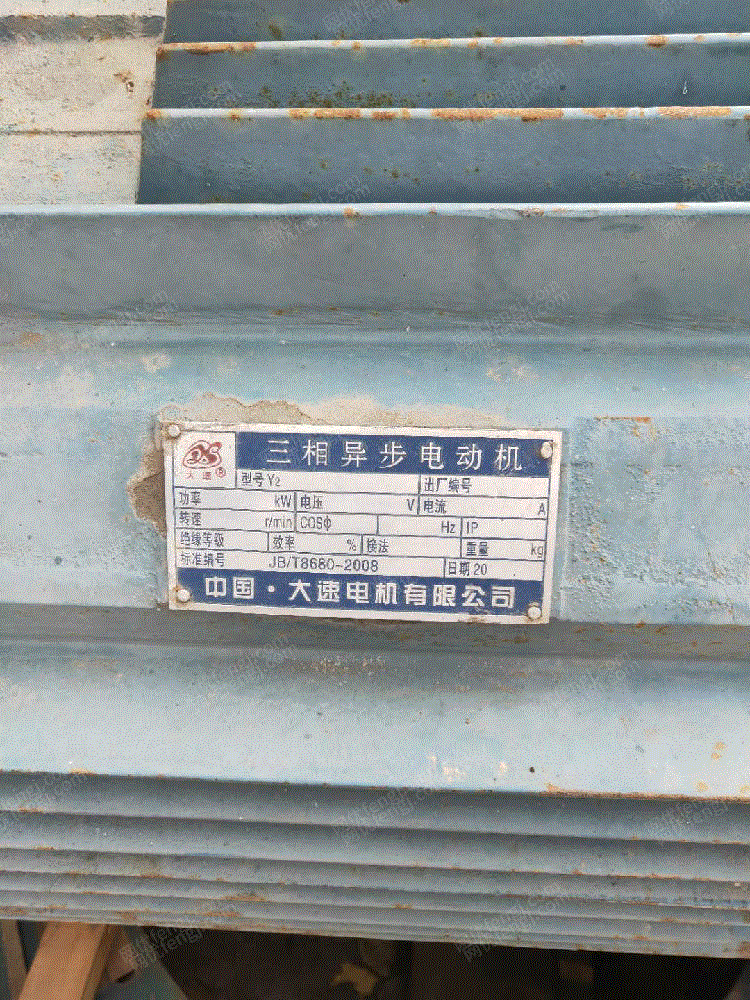 三相异步电动机
大速®
型号 Y2 出厂编号
功率 kW 电压 V 电流 A
转速 r/min COSφ Hz IP
绝缘等级 效率 % 接法 重量 kg
标准编号 JB/T8680-2008 日期 20
中国·大速电机有限公司